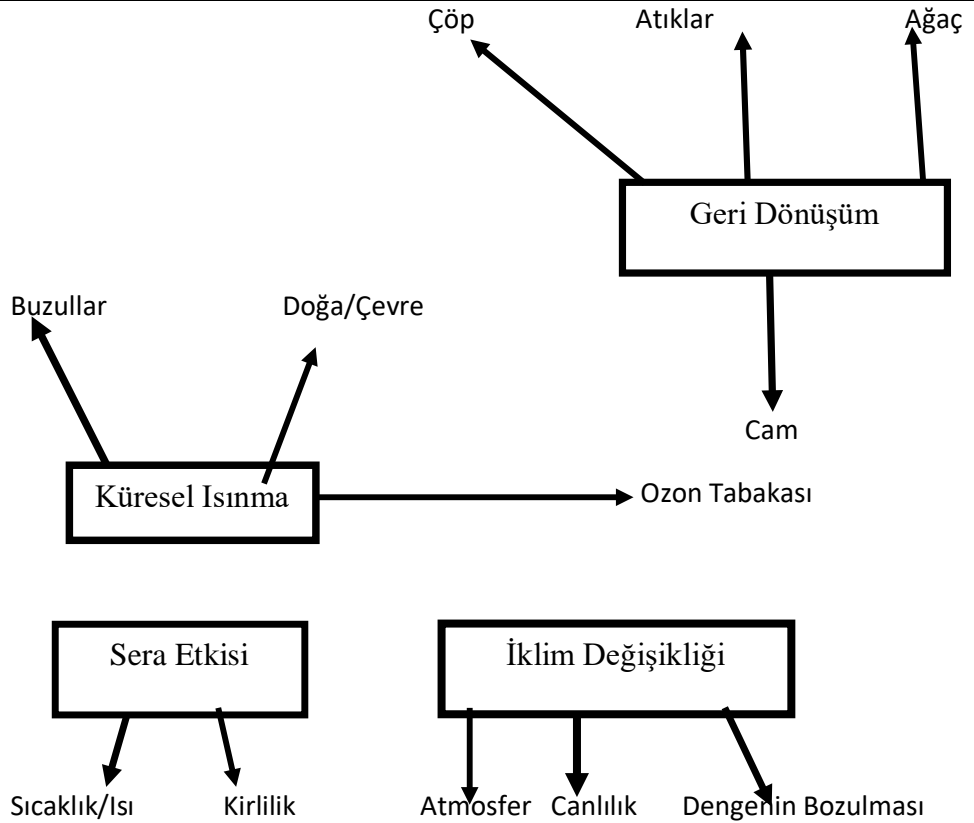 Çöp
Atıklar
Ağaç
Geri Dönüşüm
Buzullar
Doğa/Çevre
Cam
Küresel Isınma
Ozon Tabakası
Sera Etkisi
İklim Değişikliği
Sıcaklık/Isı
Kirlilik
Atmosfer
Canlılık
Dengenin Bozulması